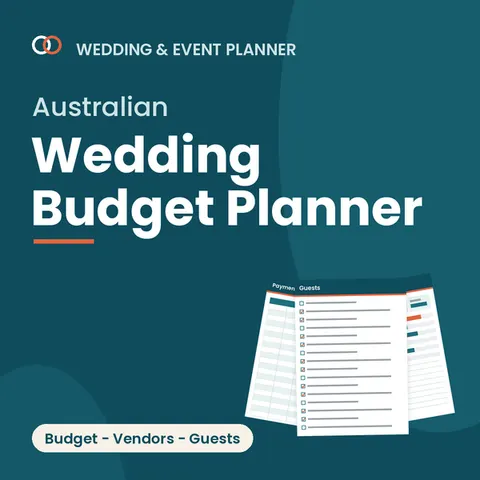 WEDDING & EVENT PLANNER
Australian
Wedding
Budget Planner
Paymen
Guests
Budget - Vendors - Guests